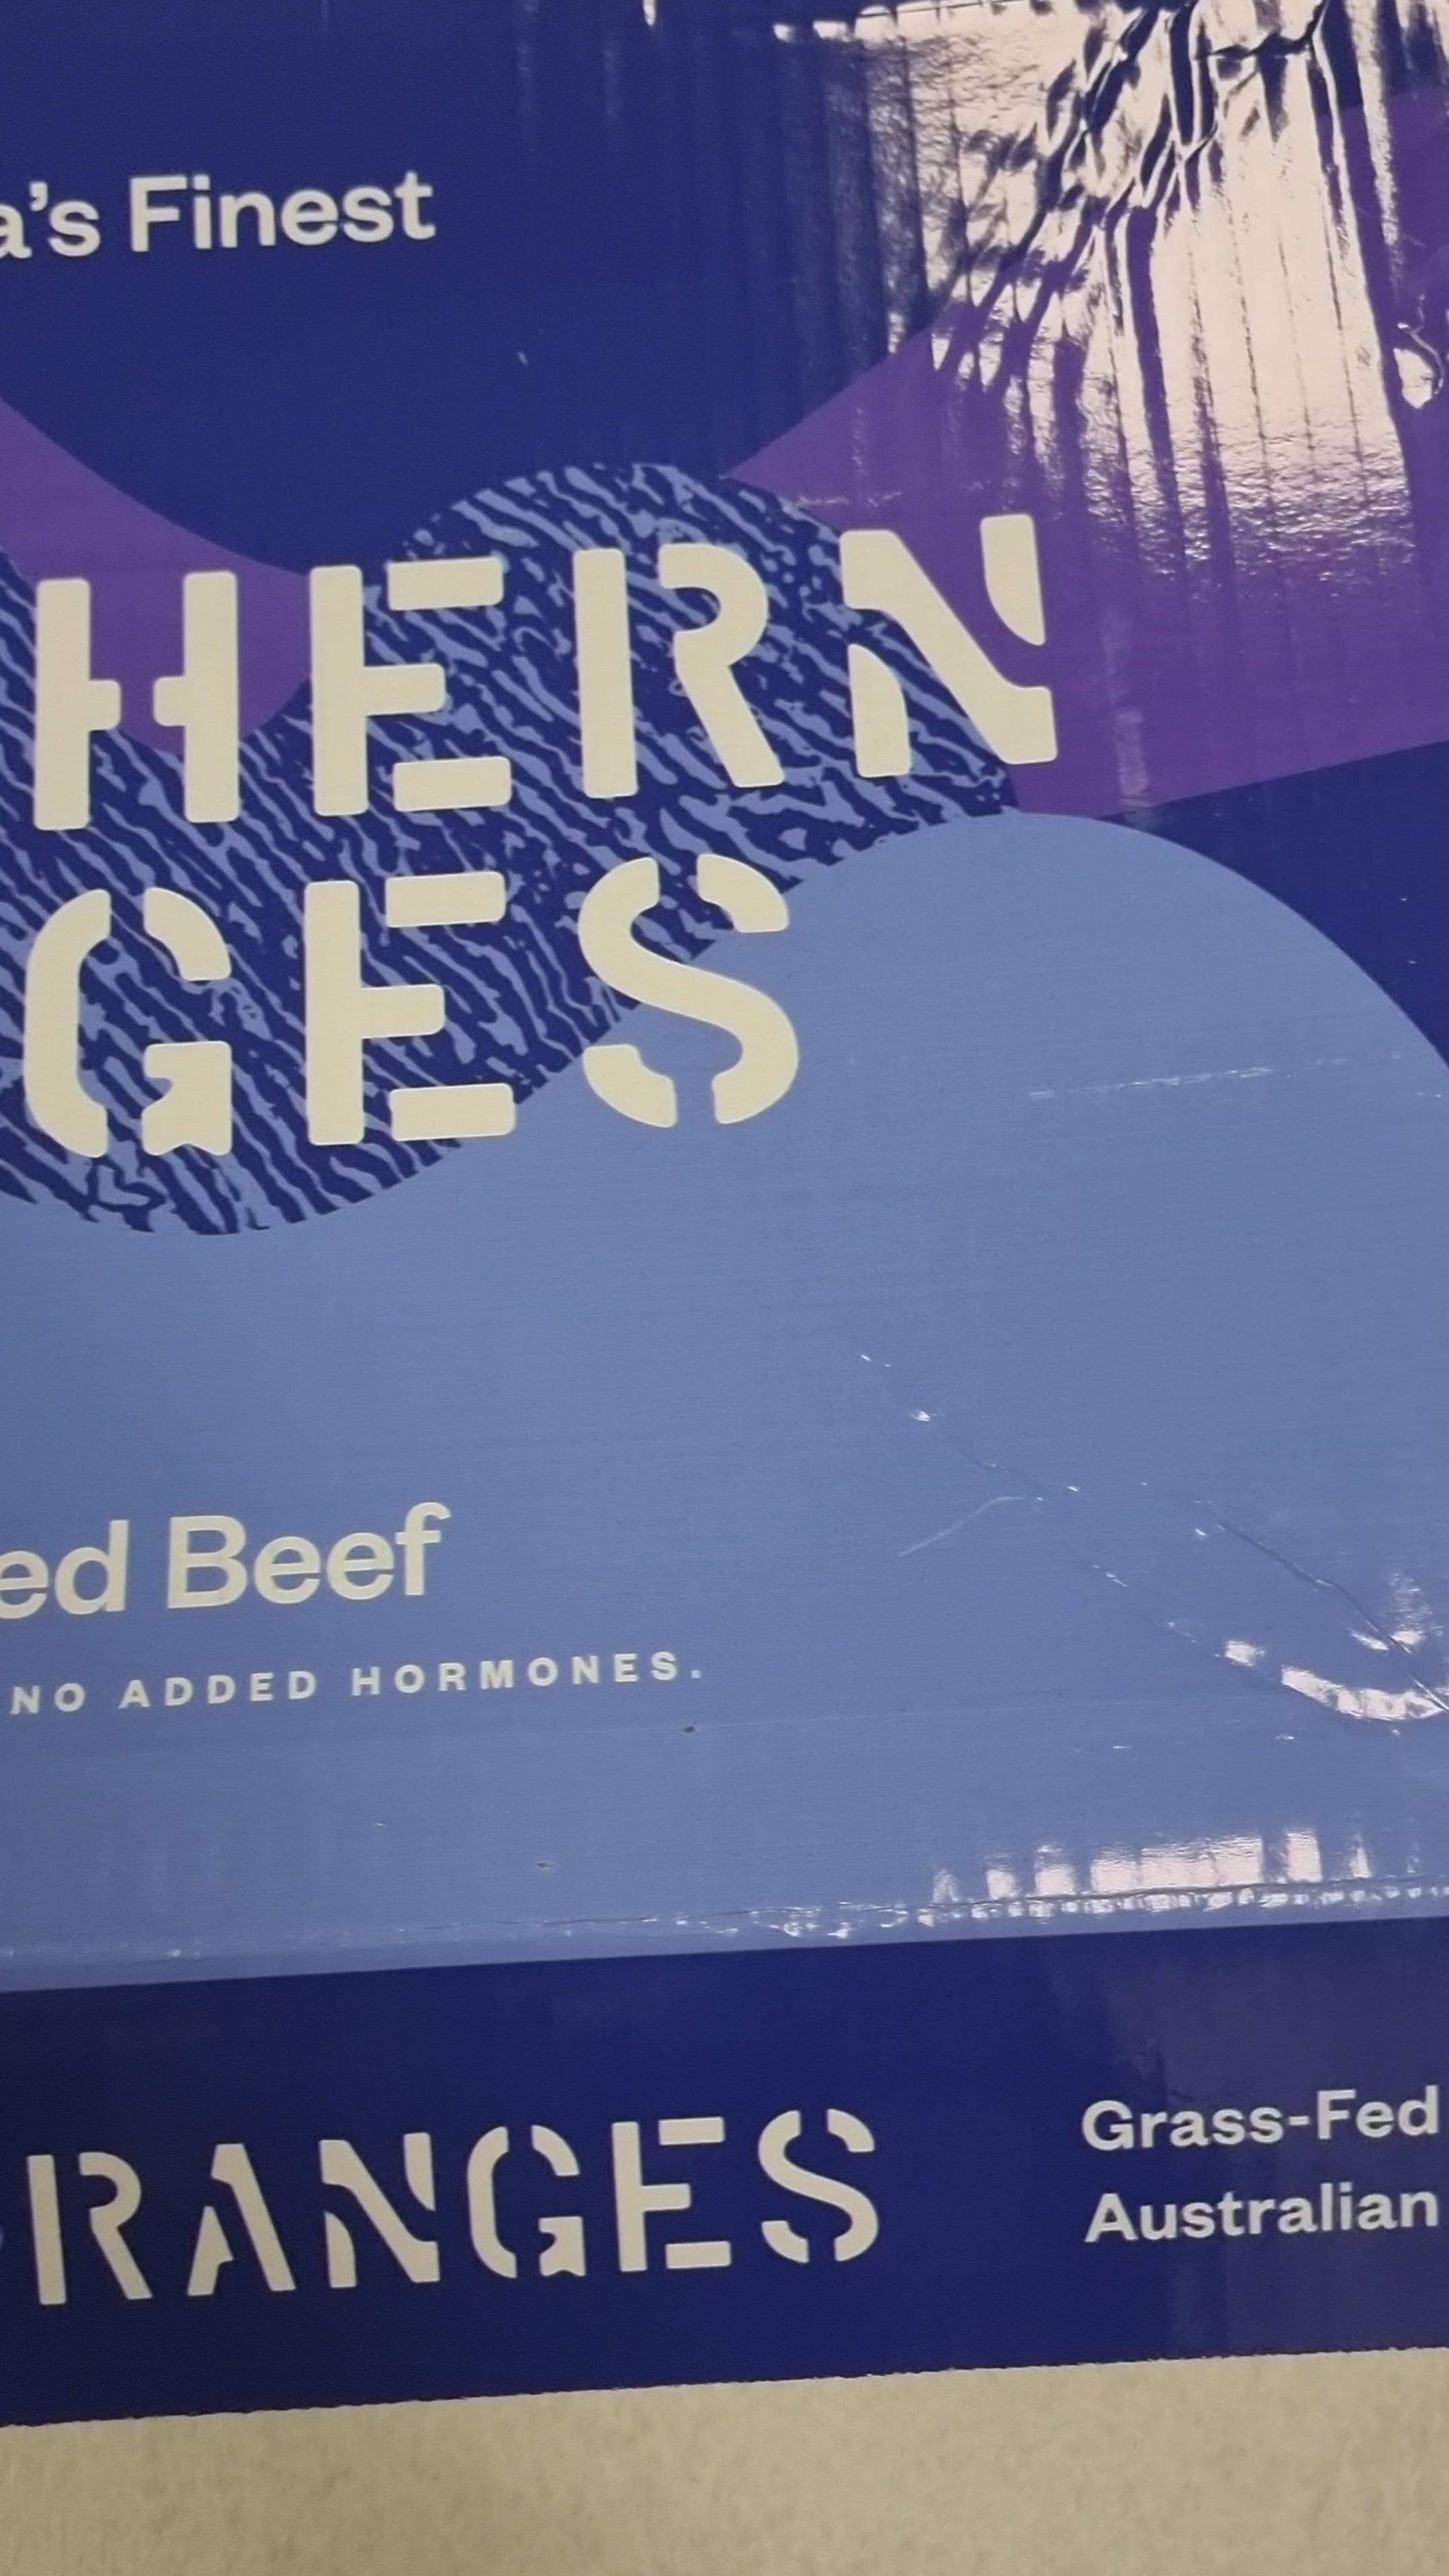 a's Finest
HERN
GES
ed Beef
NO ADDED HORMONES.
RANGES
Grass-Fed
Australian